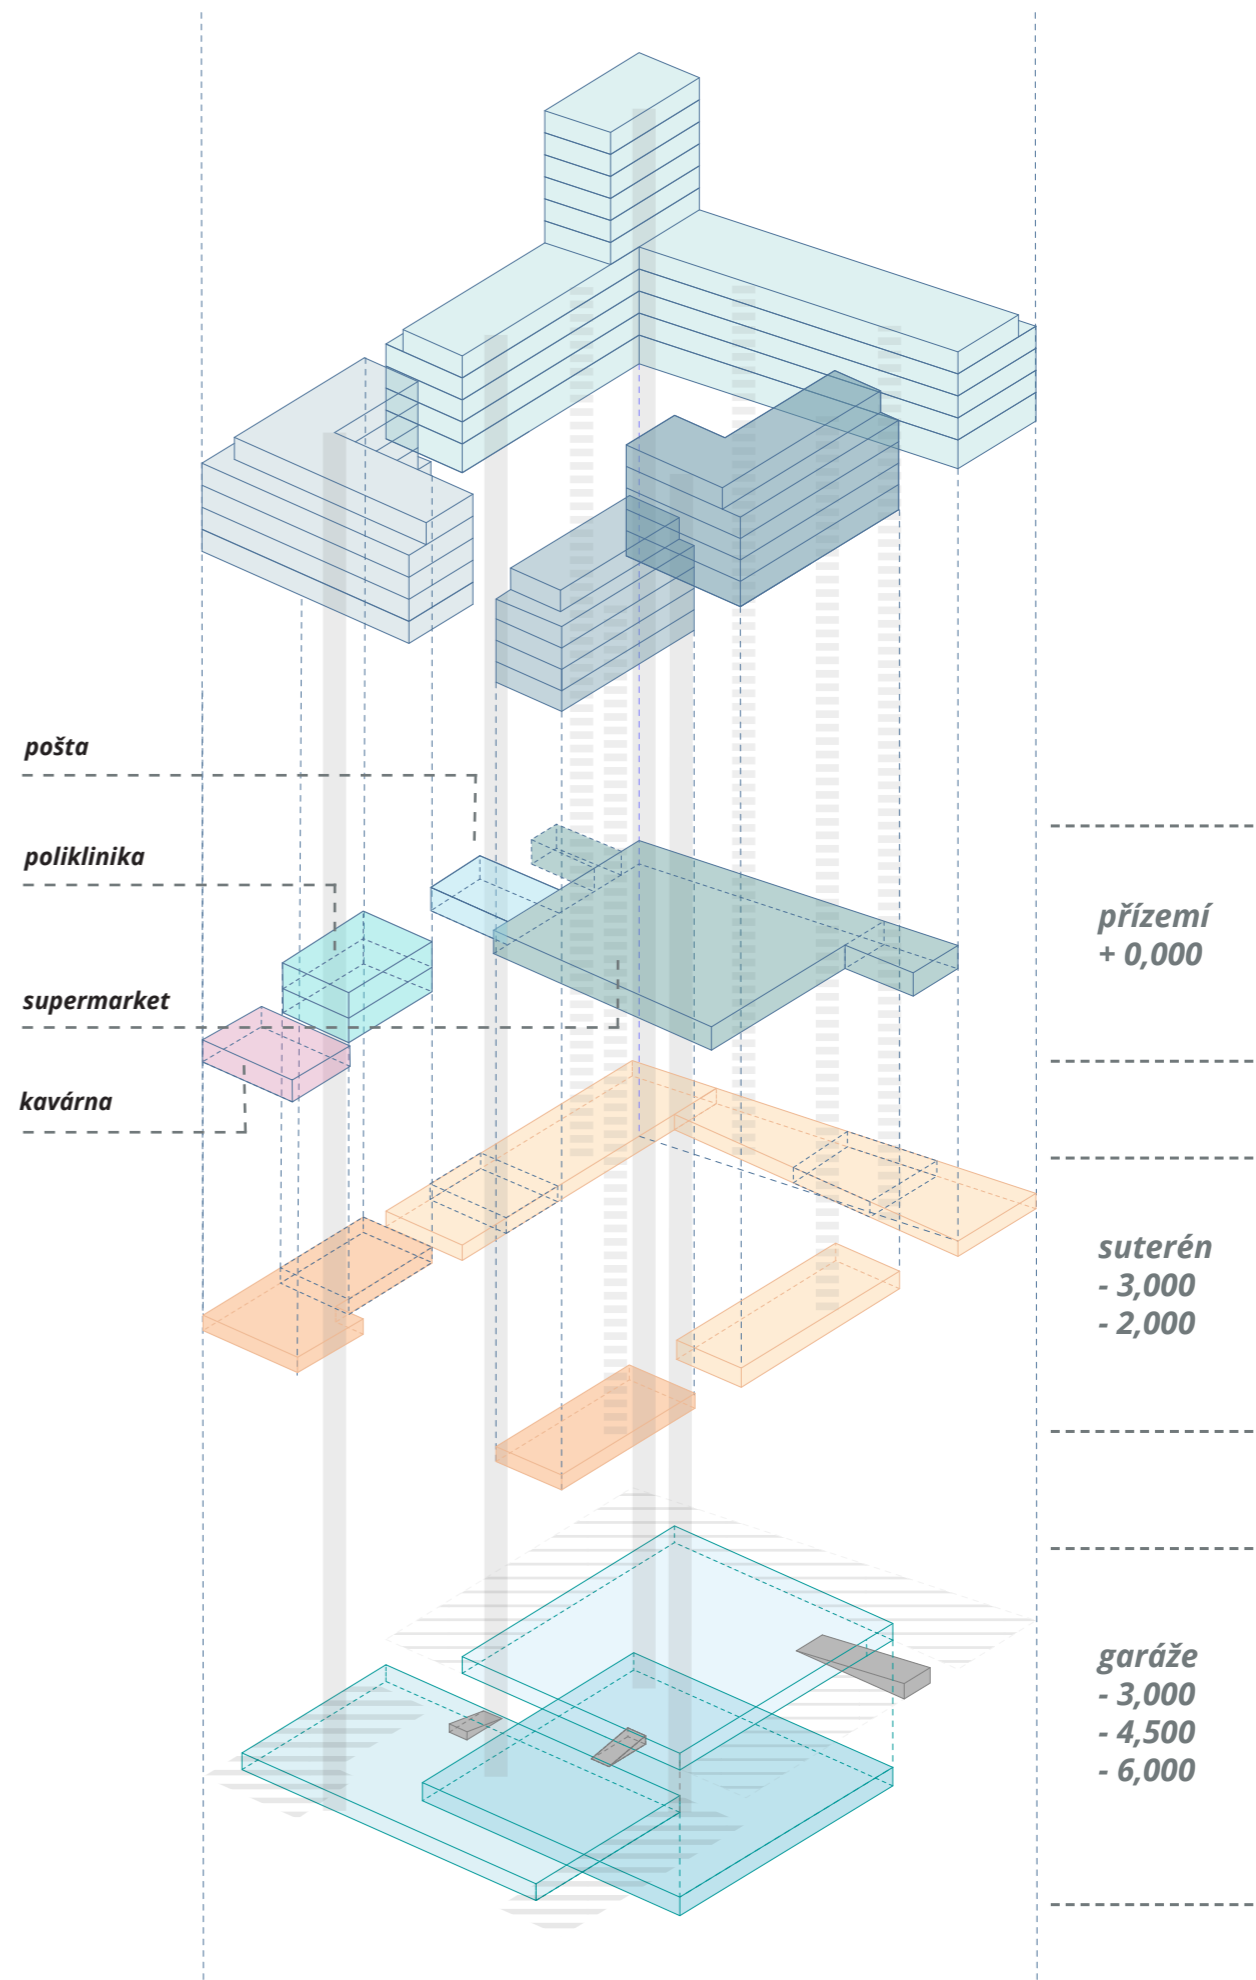 pošta
poliklinika
supermarket
kavárna
přízemí
+ 0,000
suterén
- 3,000
- 2,000
garáže
- 3,000
- 4,500
- 6,000